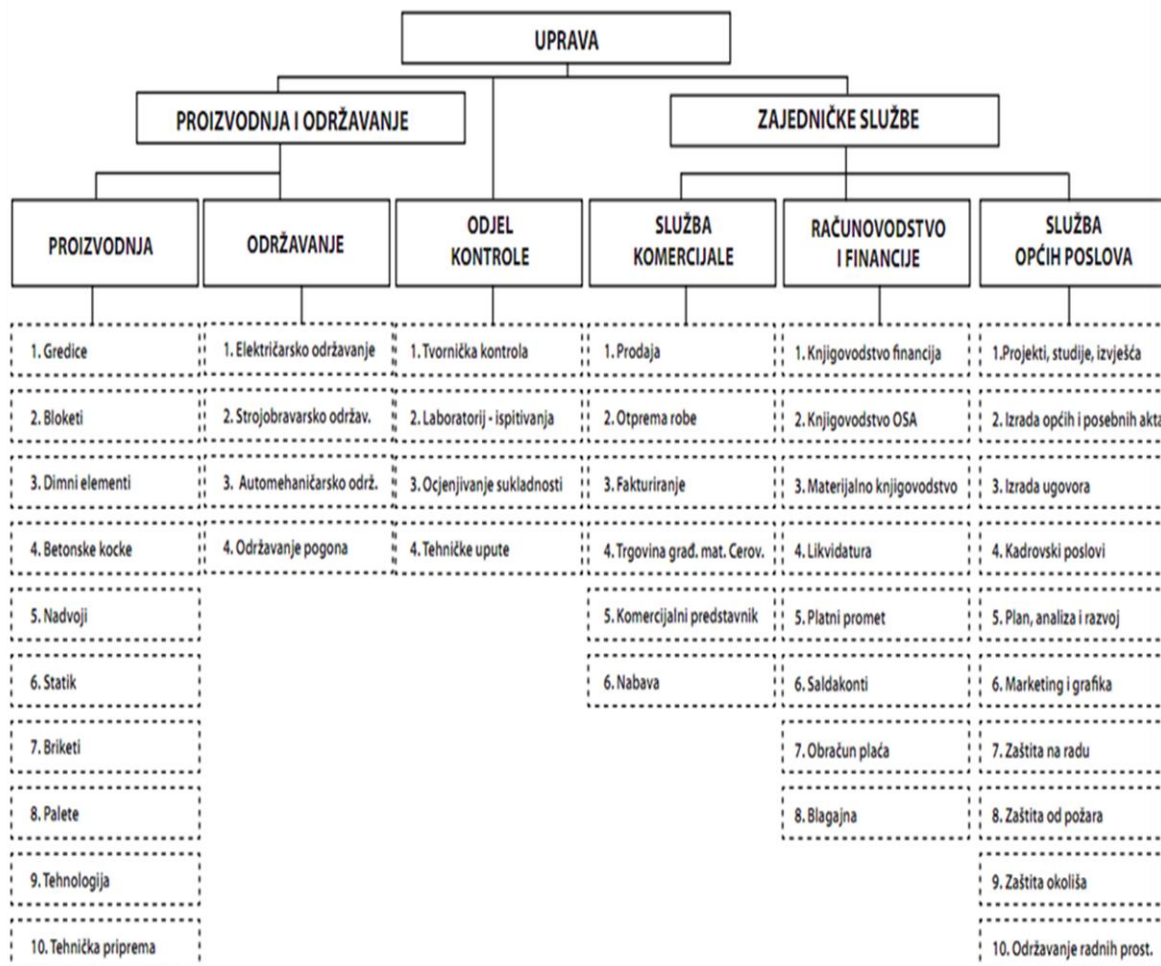 UPRAVA
PROIZVODNJA I ODRŽAVANJE
ZAJEDNIČKE SLUŽBE
PROIZVODNJA
1. Gredice
2. Bloketi
3. Dimni elementi
4. Betonske kocke
5. Nadvoji
6. Statik
7. Briketi
8. Palete
9. Tehnologija
10. Tehnička priprema
ODRŽAVANJE
1. Električarsko održavanje
2. Strojobravarsko održav.
3. Automehaničarsko održ.
4. Održavanje pogona
ODJEL
KONTROLE
1. Tvornička kontrola
2. Laboratorij - ispitivanja
3. Ocjenjivanje sukladnosti
4. Tehničke upute
SLUŽBA
KOMERCIJALE
1. Prodaja
2. Otprema robe
3. Fakturiranje
4. Trgovina građ. mat. Cerov.
5. Komercijalni predstavnik
6. Nabava
RAČUNOVODSTVO
I FINANCIJE
1. Knjigovodstvo financija
2. Knjigovodstvo OSA
3. Materijalno knjigovodstvo
4. Likvidatura
5. Platni promet
6. Saldakonti
7. Obračun plaća
8. Blagajna
SLUŽBA
OPĆIH POSLOVA
1.Projekti, studije, izvješća
2. Izrada općih i posebnih akta
3. Izrada ugovora
4. Kadrovski poslovi
5. Plan, analiza i razvoj
6. Marketing i grafika
7. Zaštita na radu
8. Zaštita od požara
9. Zaštita okoliša
10. Održavanje radnih prost.